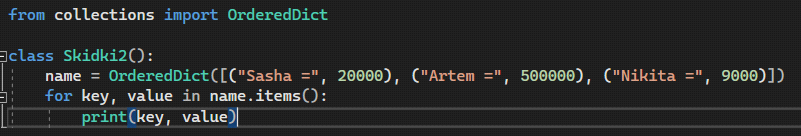 from collections import OrderedDict
class Skidki2():
name = OrderedDict([("Sasha =", 20000), ("Artem =", 500000), ("Nikita =", 9000)])
for key, value in name.items():
print(key, value)